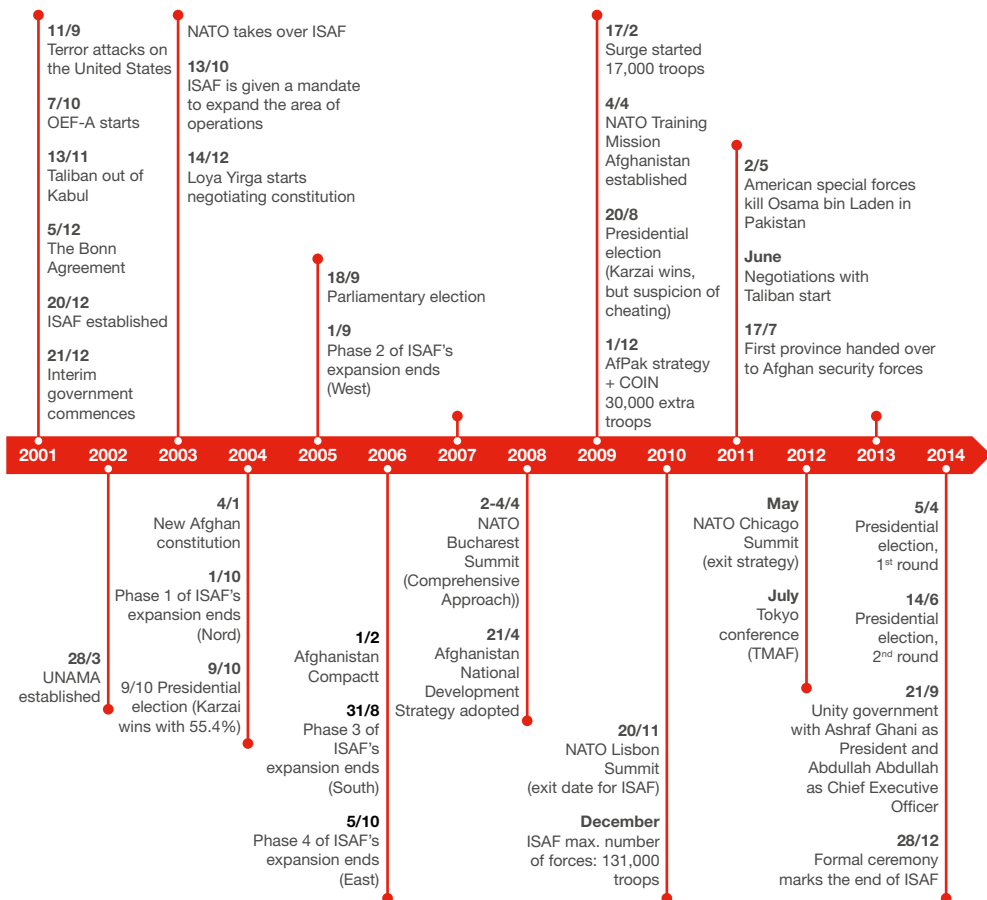 11/9
Terror attacks on
the United States
7/10
OEF-A starts
13/11
Taliban out of
Kabul
5/12
The Bonn
Agreement
20/12
ISAF established
21/12
Interim
government
commences
NATO takes over ISAF
13/10
ISAF is given a mandate
to expand the area of
operations
14/12
Loya Yirga starts
negotiating constitution
18/9
Parliamentary election
1/9
Phase 2 of ISAF's
expansion ends
(West)
17/2
Surge started
17,000 troops
4/4
NATO Training
Mission
Afghanistan
established
20/8
Presidential
election
(Karzai wins,
but suspicion of
cheating)
1/12
AfPak strategy
+ COIN
30,000 extra
troops
2/5
American special forces
kill Osama bin Laden in
Pakistan
June
Negotiations with
Taliban start
17/7
First province handed over
to Afghan security forces
2001 2002 2003 2004 2005 2006 2007 2008 2009 2010 2011 2012 2013 2014
28/3
UNAMA
established
4/1
New Afghan
constitution
1/10
Phase 1 of ISAF's
expansion ends
(Nord)
9/10
9/10 Presidential
election (Karzai
wins with 55.4%)
1/2
Afghanistan
Compactt
31/8
Phase 3 of
ISAF's
expansion ends
(South)
5/10
Phase 4 of ISAF's
expansion ends
(East)
2-4/4
NATO
Bucharest
Summit
(Comprehensive
Approach))
21/4
Afghanistan
National
Development
Strategy adopted
20/11
NATO Lisbon
Summit
(exit date for ISAF)
December
ISAF max. number
of forces: 131,000
troops
May
NATO Chicago
Summit
(exit strategy)
July
Tokyo
conference
(TMAF)
5/4
Presidential
election,
1st round
14/6
Presidential
election,
2nd round
21/9
Unity government
with Ashraf Ghani as
President and
Abdullah Abdullah
as Chief Executive
Officer
28/12
Formal ceremony
marks the end of ISAF